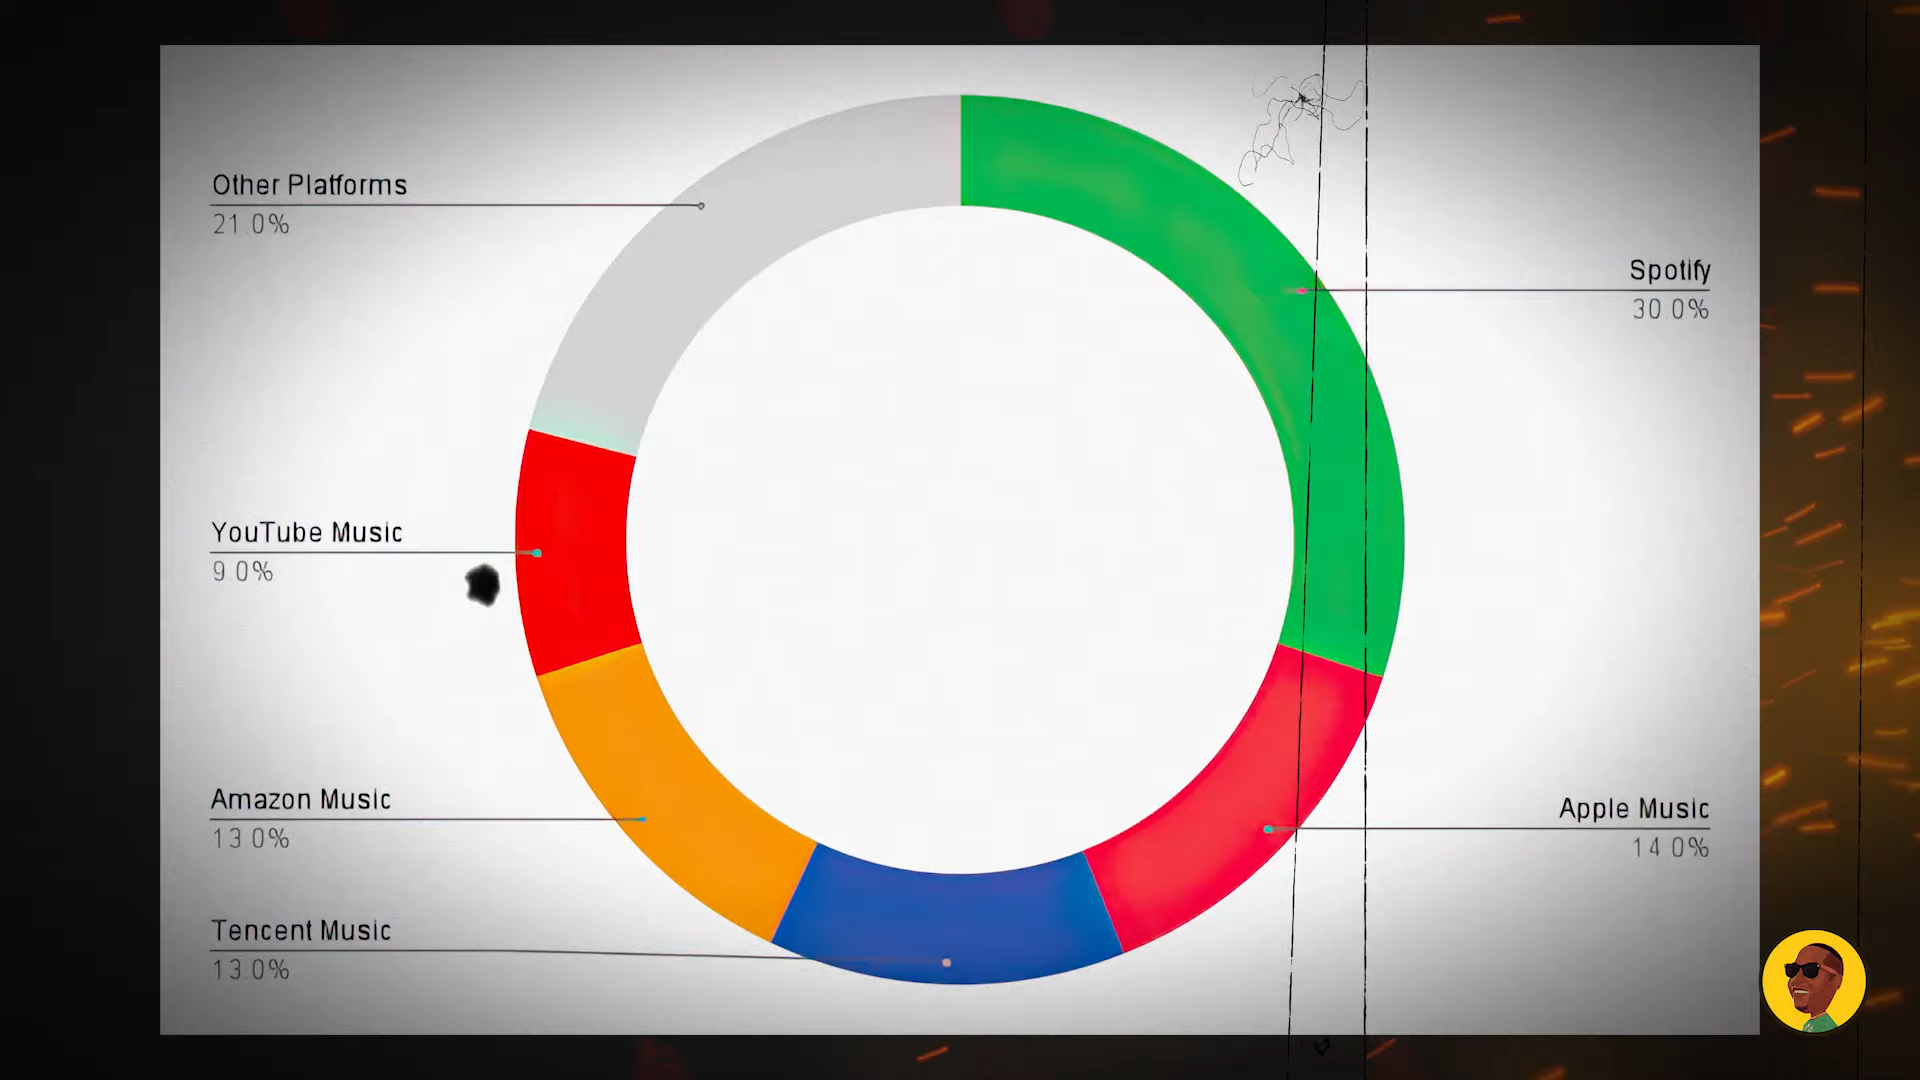 Other Platforms
21.0%
Spotify
30.0%
YouTube Music
9.0%
Amazon Music
13.0%
Apple Music
14.0%
Tencent Music
13.0%